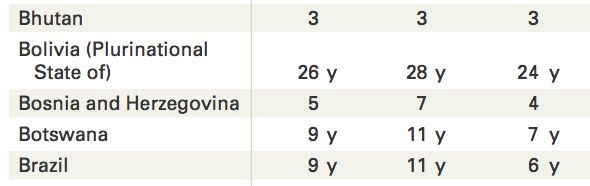 Bhutan 3 3 3
Bolivia (Plurinational
State of) 26 y 28 y 24 y
Bosnia and Herzegovina 5 7 4
Botswana 9 y 11 y 7 y
Brazil 9 y 11 y 6 y